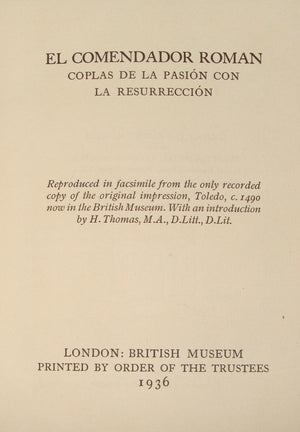 EL COMENDADOR ROMAN
COPLAS DE LA PASIÓN CON
LA RESURRECCIÓN
Reproduced in facsimile from the only recorded
copy of the original impression, Toledo, c. 1490
now in the British Museum. With an introduction
by H. Thomas, M.A., D.Litt., D.Lit.
LONDON: BRITISH MUSEUM
PRINTED BY ORDER OF THE TRUSTEES
1936